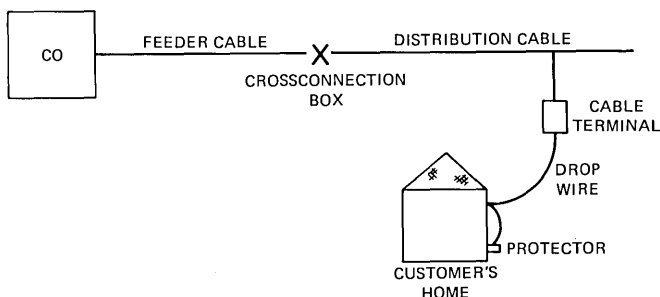 CO
FEEDER CABLE
DISTRIBUTION CABLE
X
CROSSCONNECTION
BOX
CABLE
TERMINAL
DROP
WIRE
PROTECTOR
CUSTOMER'S
HOME